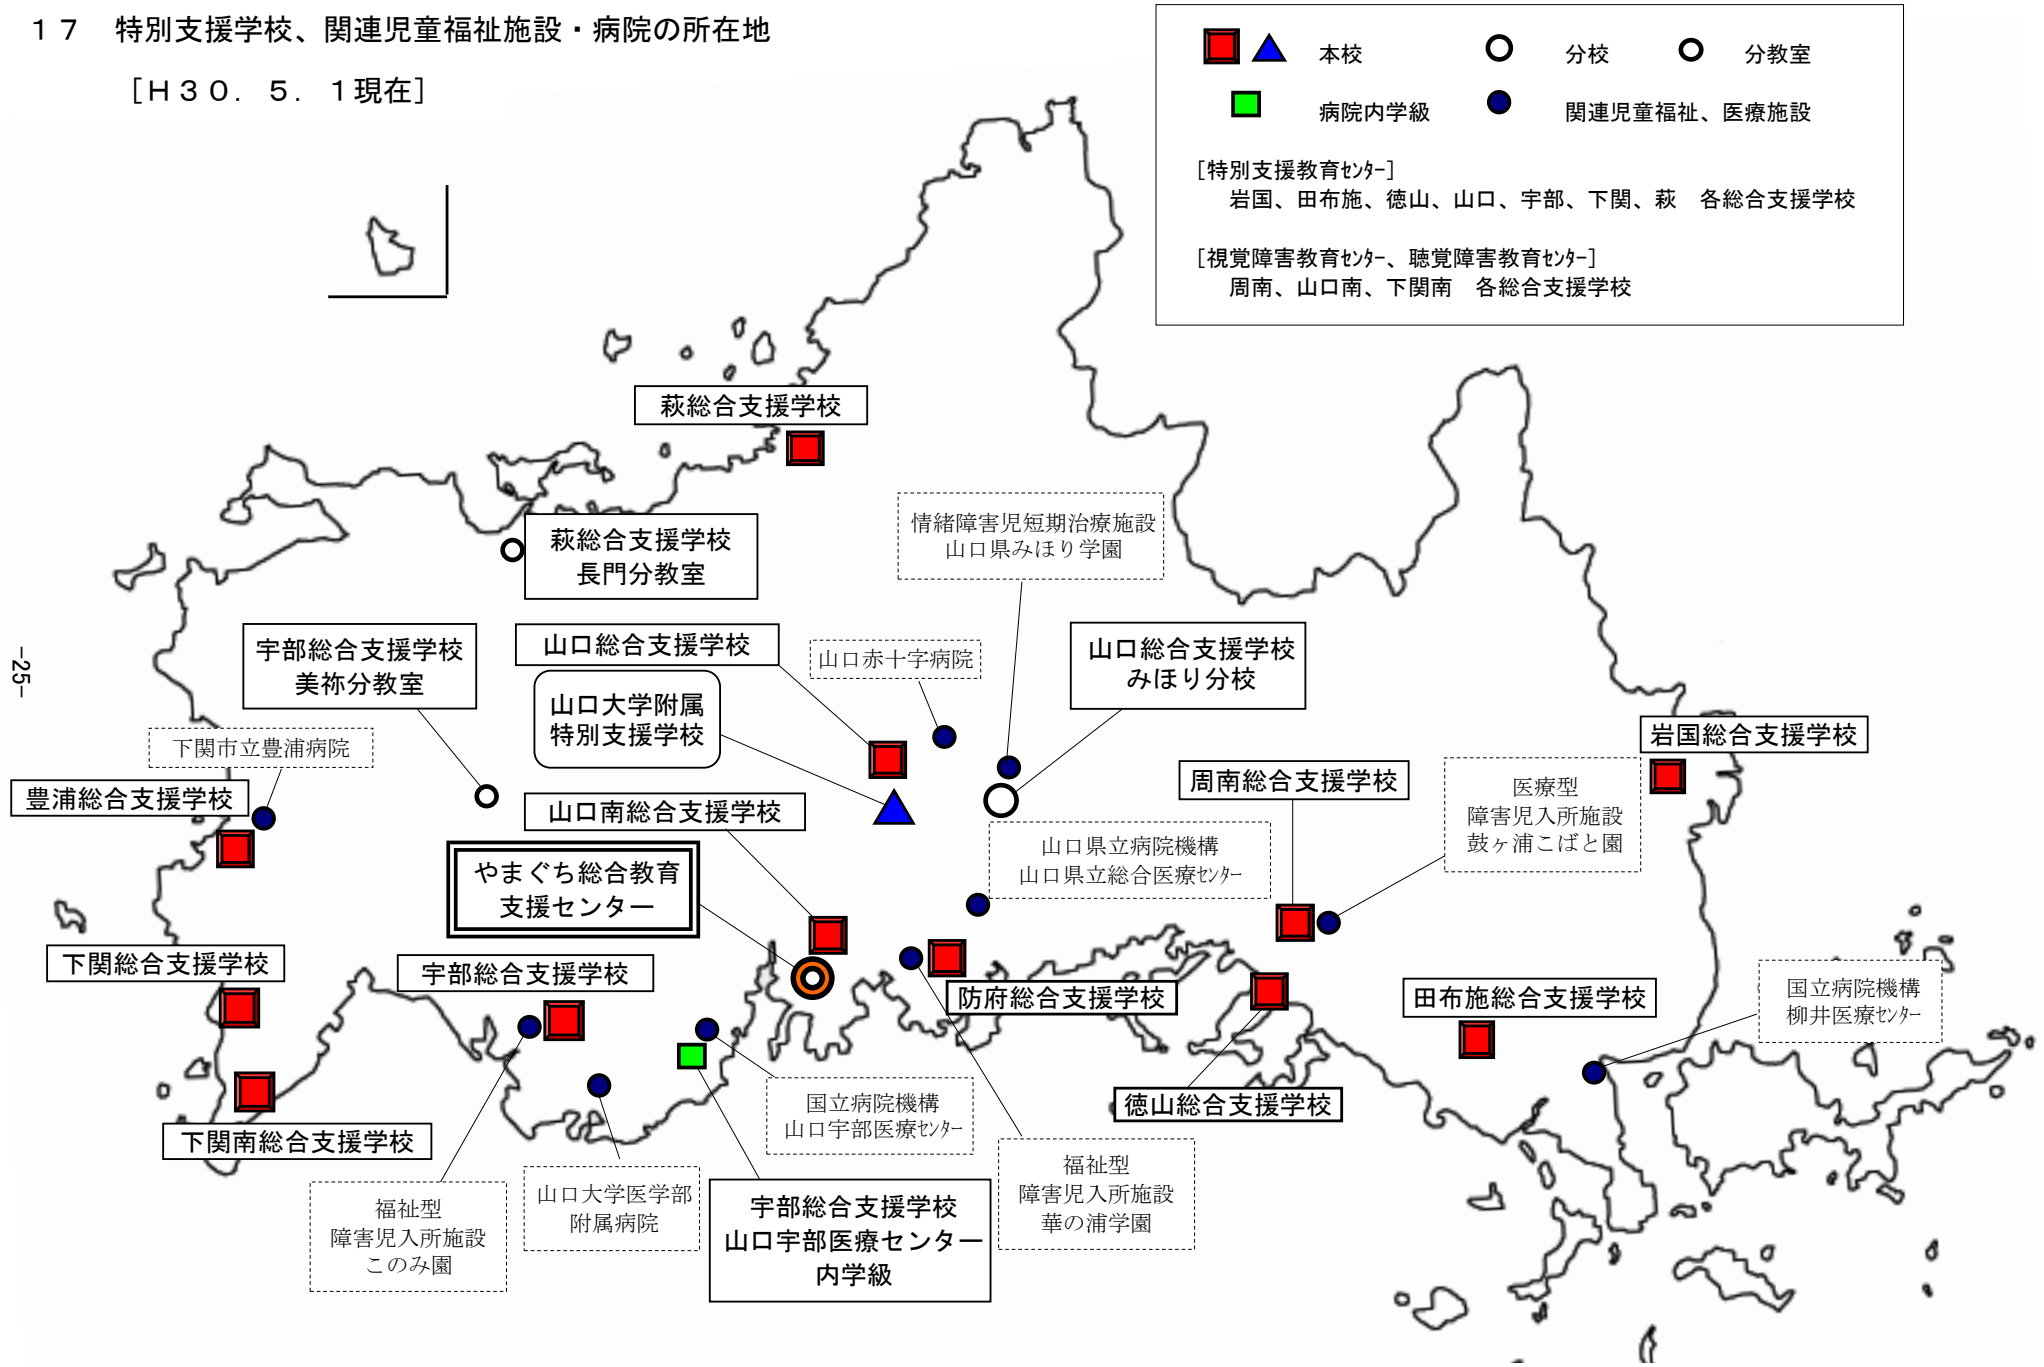 １７　特別支援学校、関連児童福祉施設・病院の所在地
［Ｈ３０．５．１現在］
本校
分校
分教室
病院内学級
関連児童福祉、医療施設
［特別支援教育ｾﾝﾀｰ］
岩国、田布施、徳山、山口、宇部、下関、萩　各総合支援学校
［視覚障害教育ｾﾝﾀｰ、聴覚障害教育ｾﾝﾀｰ］
周南、山口南、下関南　各総合支援学校
萩総合支援学校
萩総合支援学校
長門分教室
情緒障害児短期治療施設
山口県みほり学園
宇部総合支援学校
美祢分教室
山口総合支援学校
山口赤十字病院
山口総合支援学校
みほり分校
山口大学附属
特別支援学校
岩国総合支援学校
下関市立豊浦病院
豊浦総合支援学校
山口南総合支援学校
周南総合支援学校
医療型
障害児入所施設
鼓ヶ浦こばと園
やまぐち総合教育
支援センター
山口県立病院機構
山口県立総合医療ｾﾝﾀｰ
下関総合支援学校
宇部総合支援学校
防府総合支援学校
田布施総合支援学校
国立病院機構
柳井医療ｾﾝﾀｰ
下関南総合支援学校
国立病院機構
山口宇部医療ｾﾝﾀｰ
徳山総合支援学校
福祉型
障害児入所施設
このみ園
山口大学医学部
附属病院
宇部総合支援学校
山口宇部医療センター
内学級
福祉型
障害児入所施設
華の浦学園
-25-